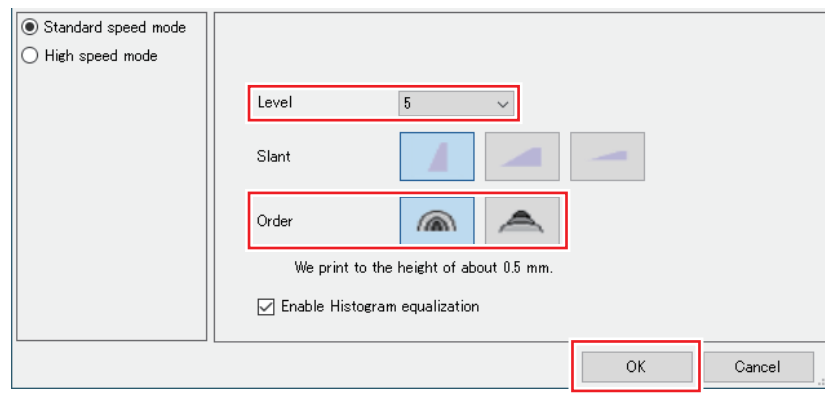 Standard speed mode
High speed mode
Level 5
Slant
Order
We print to the height of about 0.5 mm.
Enable Histogram equalization
OK Cancel